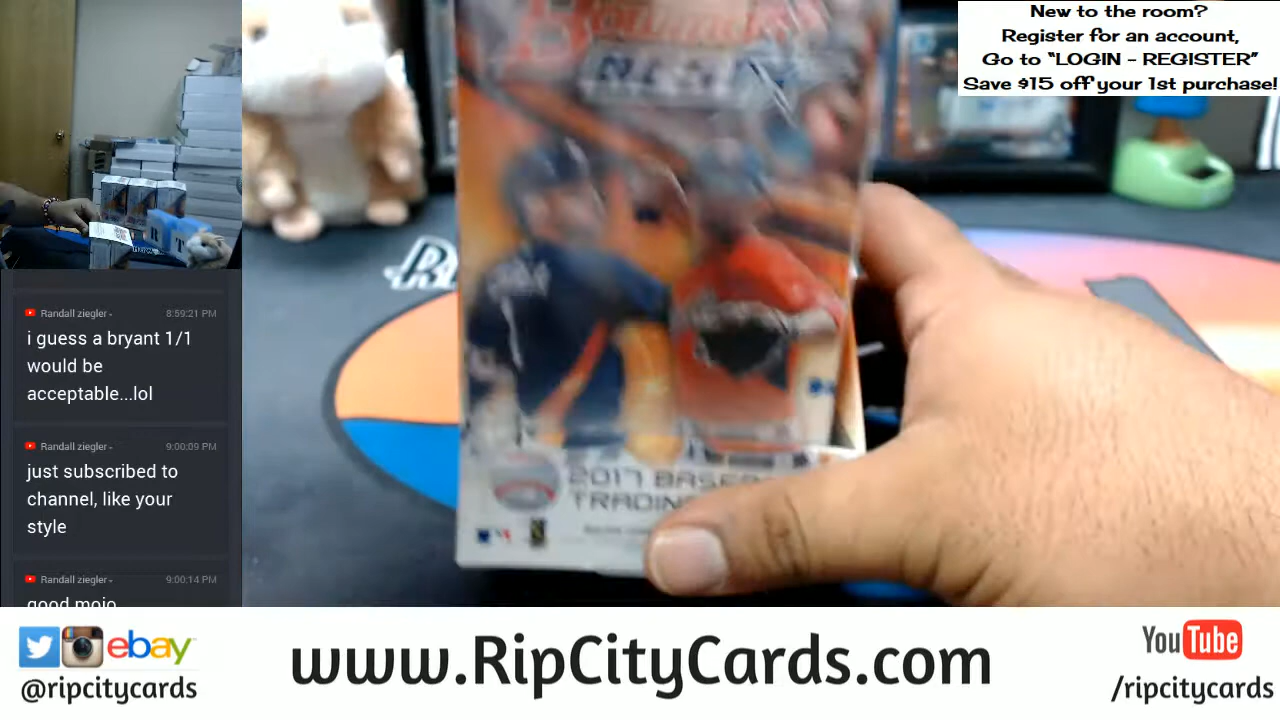 New to the room?
Register for an account,
Go to “LOGIN - REGISTER”
Save $15 off your 1st purchase!
Randall ziegler
8:59:21 PM
i guess a bryant 1/1
would be
acceptable...lol
Randall ziegler
9:00:09 PM
just subscribed to
channel, like your
style
Randall ziegler
9:00:14 PM
good mojo
2017 BASEB
TRADIN
ebay
@ripcitycards
www.RipCityCards.com
YouTube
/ripcitycards